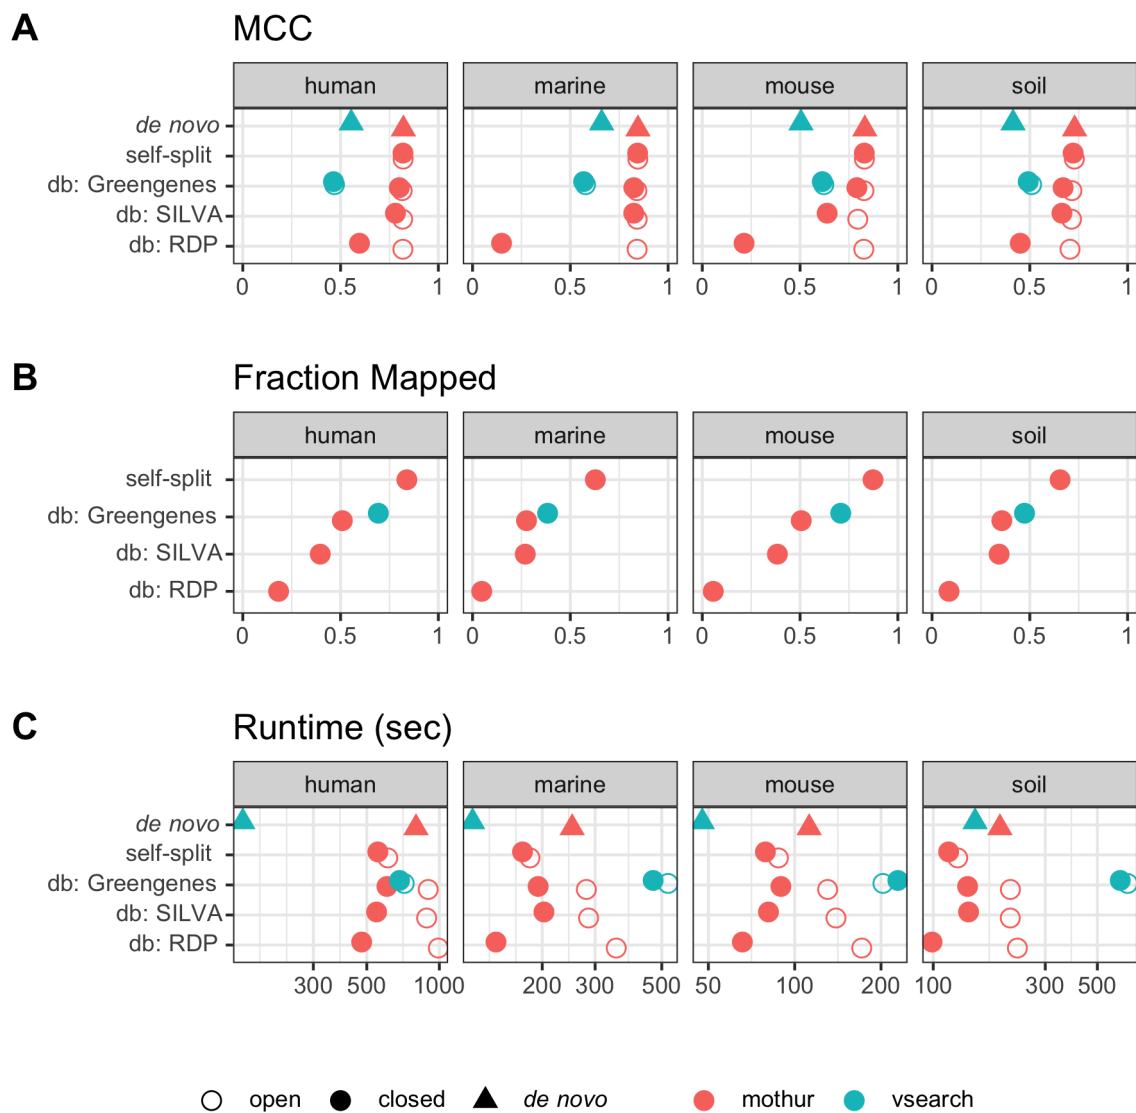 A MCC
human marine mouse soil
de novo
self-split
db: Greengenes
db: SILVA
db: RDP
0 0.5 1 0 0.5 1 0 0.5 1 0 0.5 1
B Fraction Mapped
human marine mouse soil
self-split
db: Greengenes
db: SILVA
db: RDP
0 0.5 1 0 0.5 1 0 0.5 1 0 0.5 1
C Runtime (sec)
human marine mouse soil
de novo
self-split
db: Greengenes
db: SILVA
db: RDP
300 500 1000 200 300 500 50 100 200 100 300 500
open closed de novo mothur vsearch